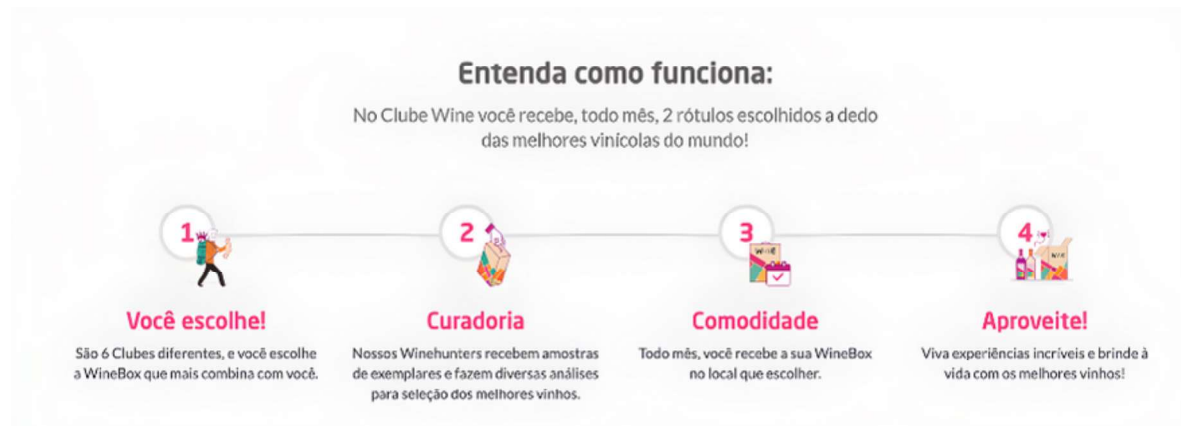 Entenda como funciona:
No Clube Wine você recebe, todo mês, 2 rótulos escolhidos a dedo
das melhores vinícolas do mundo!
1
2
3
4
WINE
WINE
Você escolhe!
São 6 Clubes diferentes, e você escolhe
a WineBox que mais combina com você.
Curadoria
Nossos Winehunters recebem amostras
de exemplares e fazem diversas análises
para seleção dos melhores vinhos.
Comodidade
Todo mês, você recebe a sua WineBox
no local que escolher.
Aproveite!
Viva experiências incríveis e brinde à
vida com os melhores vinhos!